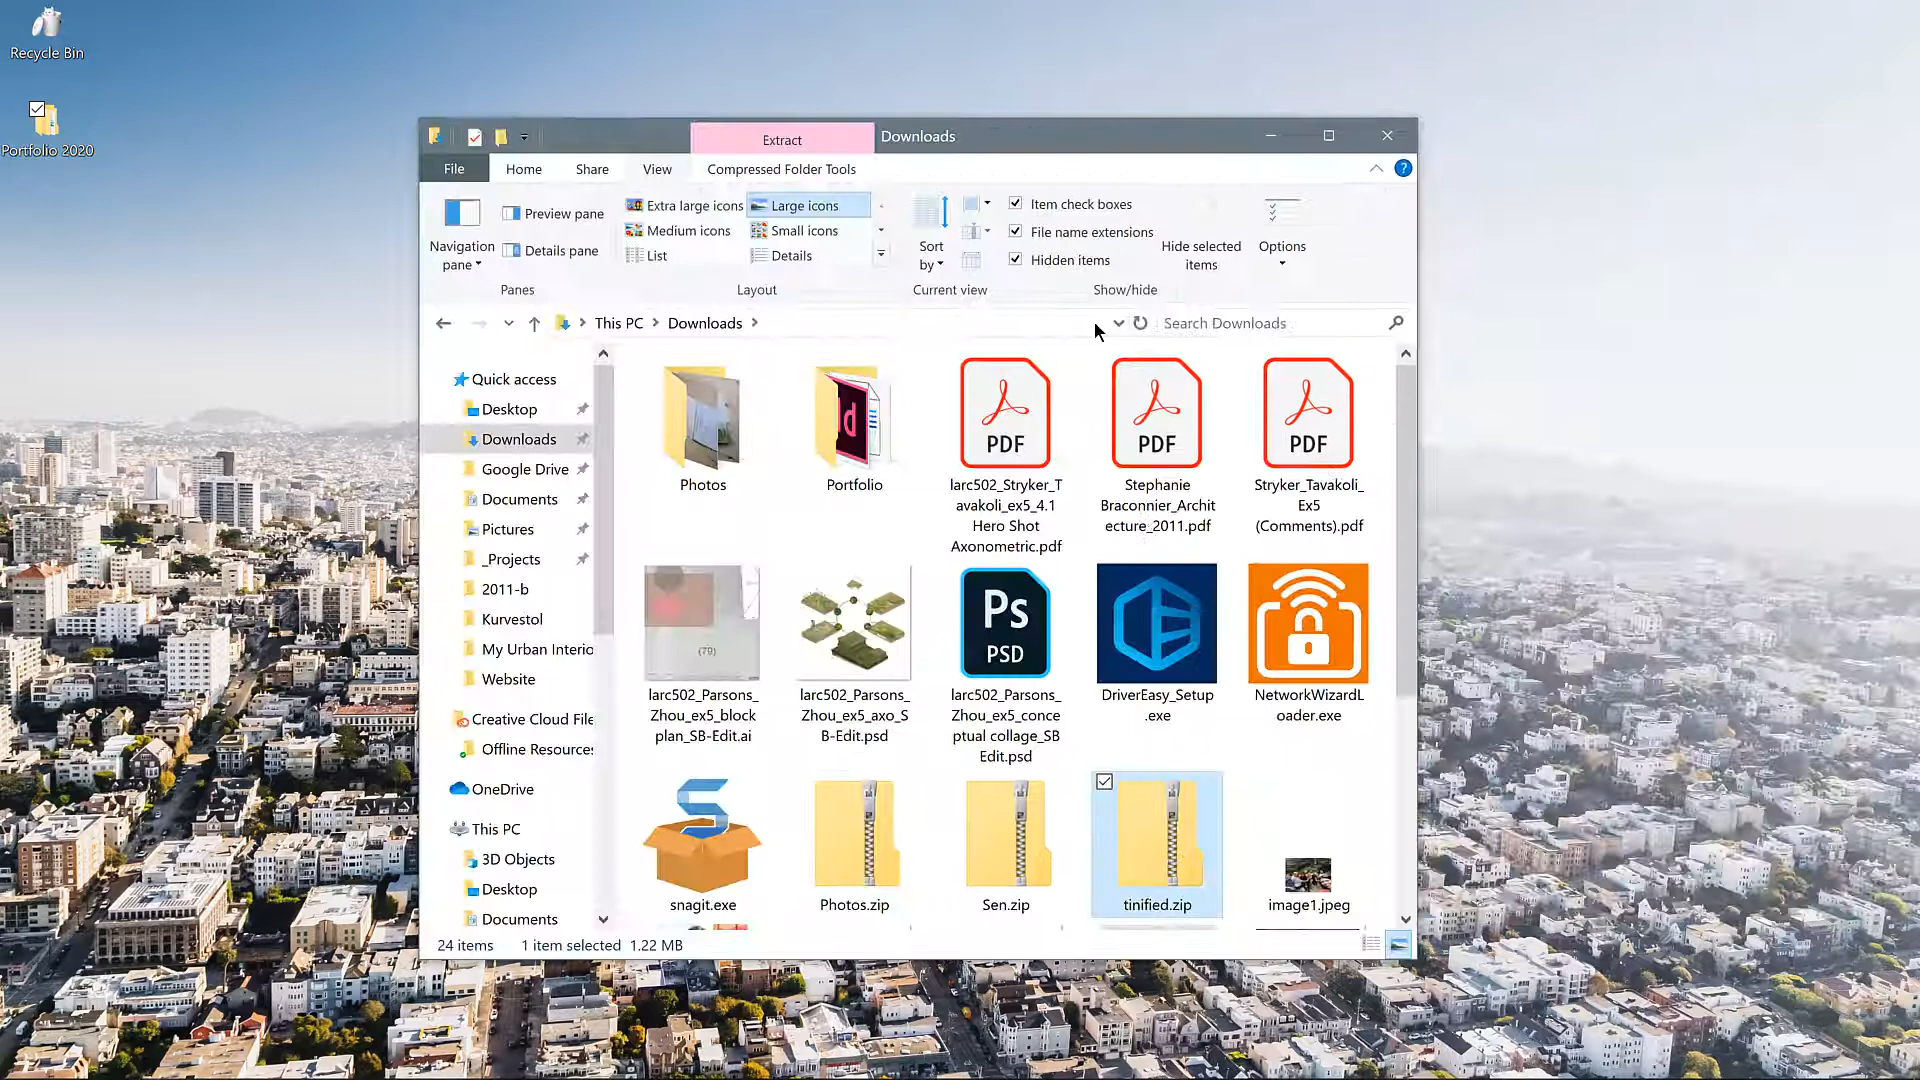 Recycle Bin
Portfolio 2020
Extract
Downloads
File
Home
Share
View
Compressed Folder Tools
Navigation
pane
Preview pane
Details pane
Extra large icons
Large icons
Medium icons
Small icons
List
Details
Sort
by
Item check boxes
File name extensions
Hidden items
Hide selected
items
Options
Panes
Layout
Current view
Show/hide
This PC
Downloads
Search Downloads
Quick access
Desktop
Downloads
Google Drive
Documents
Pictures
_Projects
2011-b
Kurvestol
My Urban Interio
Website
Creative Cloud File
Offline Resources
OneDrive
This PC
3D Objects
Desktop
Documents
Photos
Id
Portfolio
PDF
larc502_Stryker_T
avakoli_ex5_4.1
Hero Shot
Axonometric.pdf
PDF
Stephanie
Braconnier_Archit
ecture_2011.pdf
PDF
Stryker_Tavakoli_
Ex5
(Comments).pdf
(79)
larc502_Parsons_
Zhou_ex5_block
plan_SB-Edit.ai
larc502_Parsons_
Zhou_ex5_axo_S
B-Edit.psd
Ps
PSD
larc502_Parsons_
Zhou_ex5_conce
ptual collage_SB
Edit.psd
DriverEasy_Setup
.exe
NetworkWizardL
oader.exe
snagit.exe
Photos.zip
Sen.zip
tinified.zip
image1.jpeg
24 items
1 item selected
1.22 MB